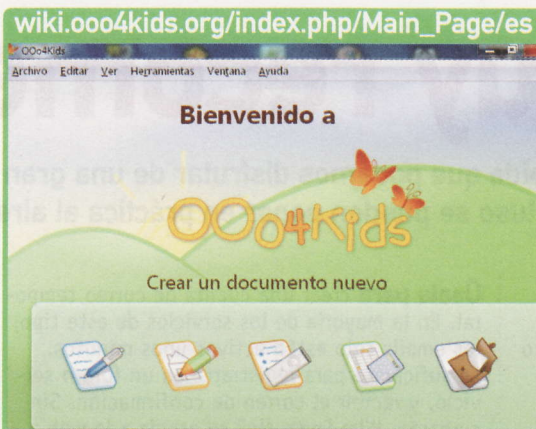 wiki.ooo4kids.org/index.php/Main_Page/es
OOo4Kids
Archivo Editar Ver Herramientas Ventana Ayuda
Bienvenido a
OOo4Kids
Crear un documento nuevo